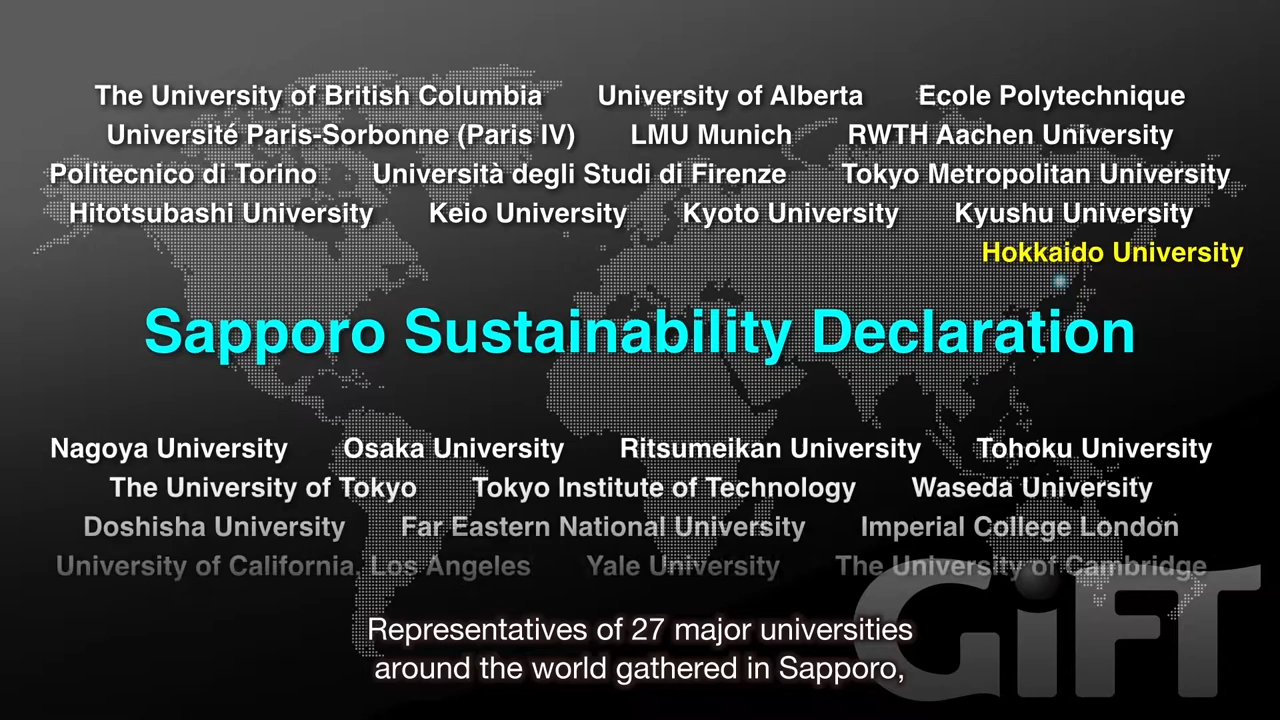 The University of British Columbia University of Alberta Ecole Polytechnique
Université Paris-Sorbonne (Paris IV) LMU Munich RWTH Aachen University
Politecnico di Torino Università degli Studi di Firenze Tokyo Metropolitan University
Hitotsubashi University Keio University Kyoto University Kyushu University
Hokkaido University
Sapporo Sustainability Declaration
Nagoya University Osaka University Ritsumeikan University Tohoku University
The University of Tokyo Tokyo Institute of Technology Waseda University
Doshisha University Far Eastern National University Imperial College London
University of California, Los Angeles Yale University The University of Cambridge
GiFT
Representatives of 27 major universities
around the world gathered in Sapporo,